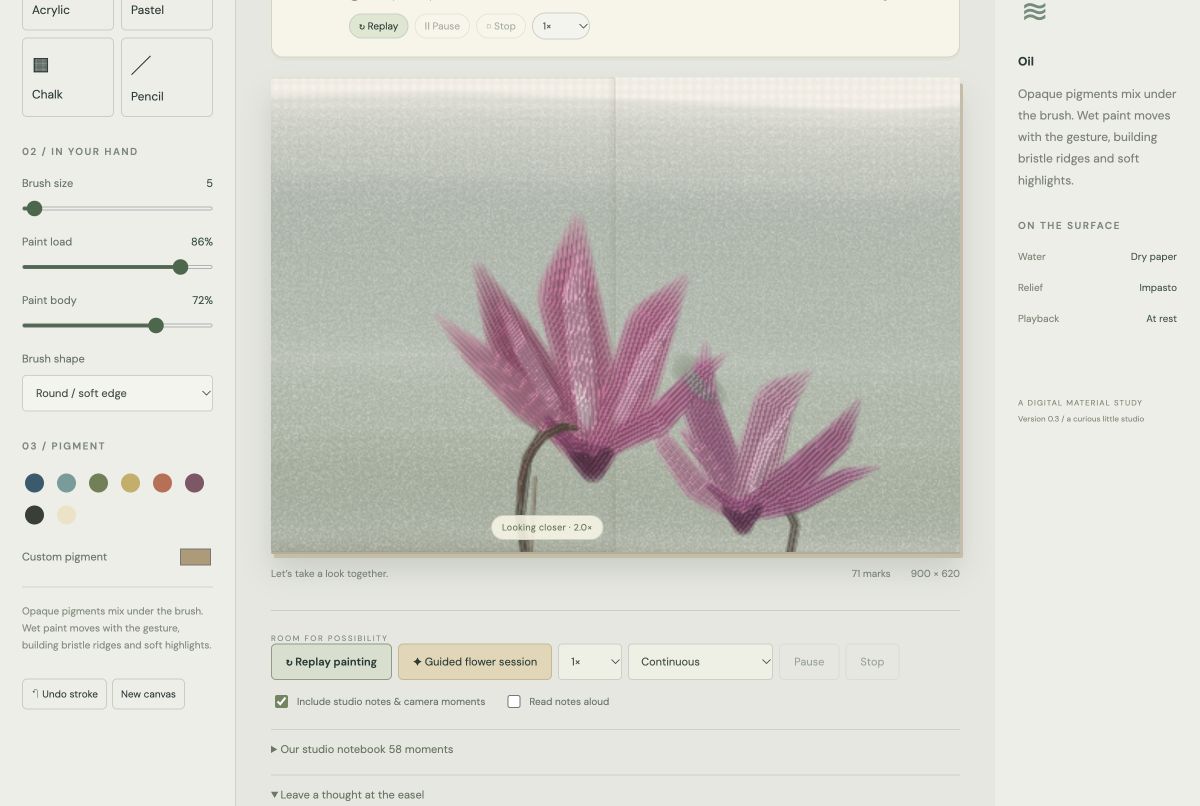 Acrylic
Pastel
Chalk
Pencil
02 / IN YOUR HAND
Brush size 5
Paint load 86%
Paint body 72%
Brush shape
Round / soft edge
03 / PIGMENT
Custom pigment
Opaque pigments mix under the brush.
Wet paint moves with the gesture,
building bristle ridges and soft highlights.
Undo stroke
New canvas
↻ Replay
II Pause
Stop
1×
Looking closer · 2.0×
Let's take a look together.
71 marks 900 × 620
ROOM FOR POSSIBILITY
↻ Replay painting
✦ Guided flower session
1×
Continuous
Pause
Stop
Include studio notes & camera moments
Read notes aloud
▶ Our studio notebook 58 moments
▼ Leave a thought at the easel
Oil
Opaque pigments mix under
the brush. Wet paint moves
with the gesture, building
bristle ridges and soft
highlights.
ON THE SURFACE
Water Dry paper
Relief Impasto
Playback At rest
A DIGITAL MATERIAL STUDY
Version 0.3 / a curious little studio